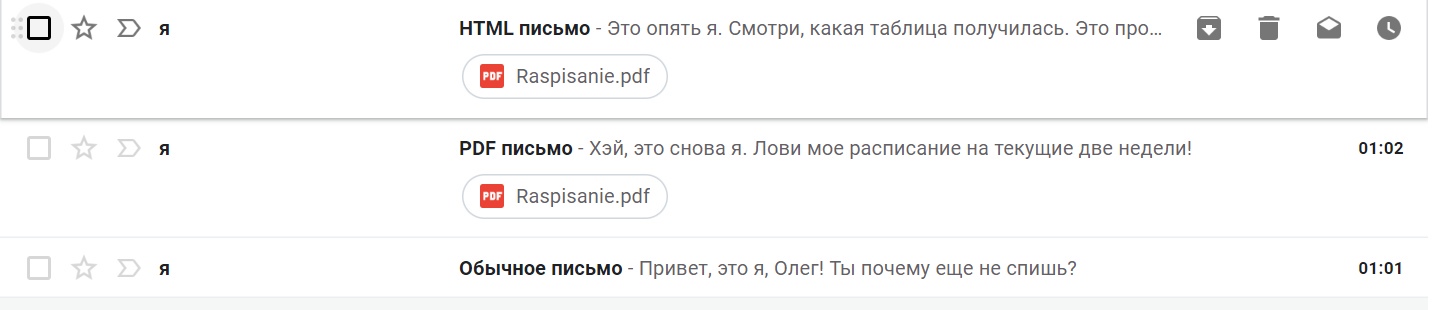 я HTML письмо - Это опять я. Смотри, какая таблица получилась. Это про...
PDF Raspisanie.pdf
я PDF письмо - Хэй, это снова я. Лови мое расписание на текущие две недели! 01:02
PDF Raspisanie.pdf
я Обычное письмо - Привет, это я, Олег! Ты почему еще не спишь? 01:01